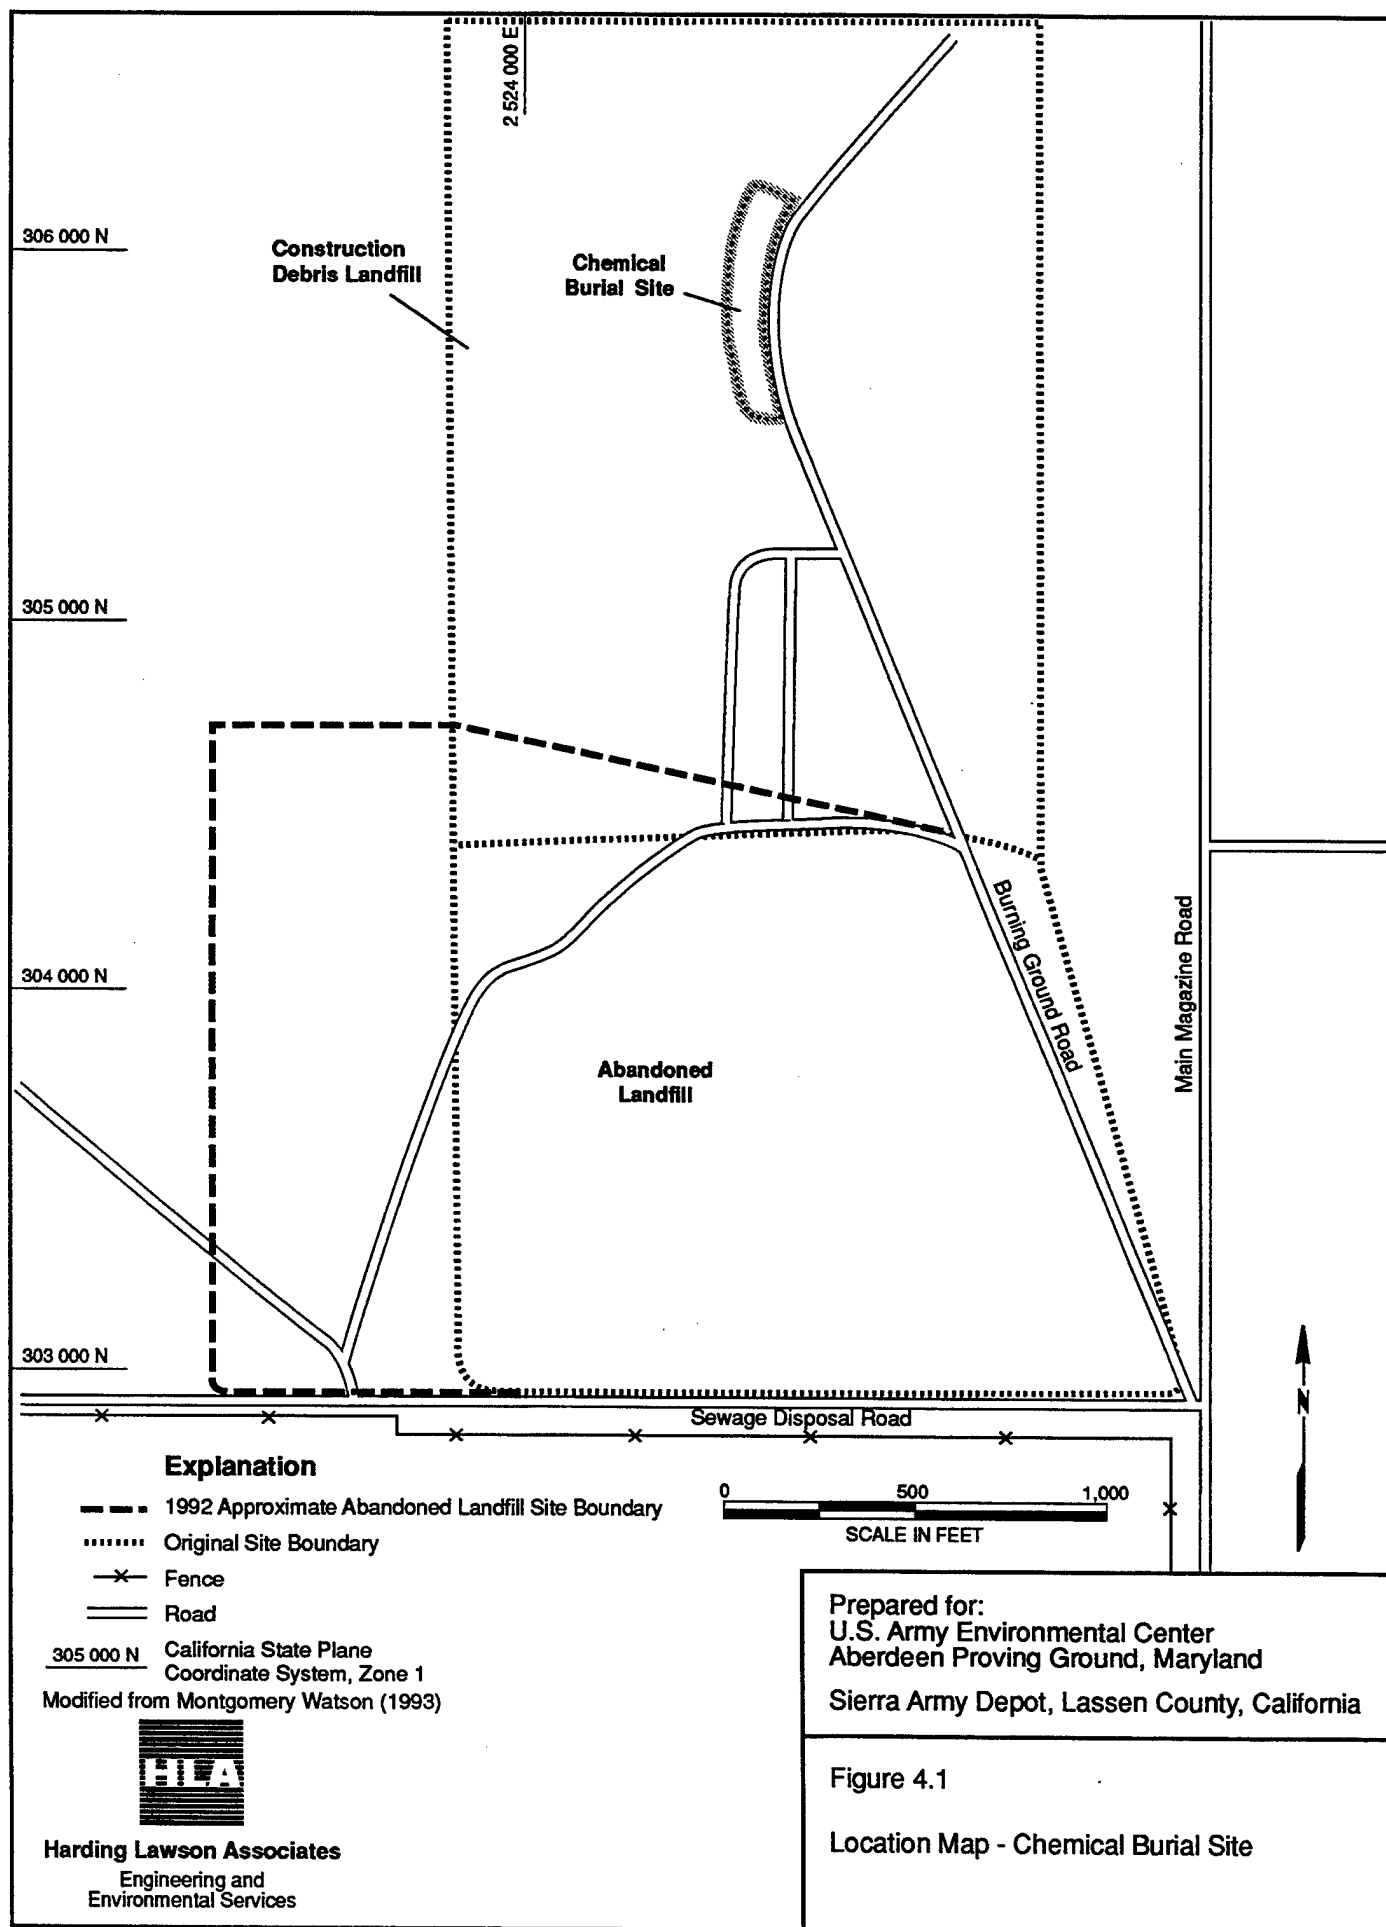 2 524 000 E
306 000 N
Construction
Debris Landfill
Chemical
Burial Site
305 000 N
304 000 N
Burning Ground Road
Main Magazine Road
Abandoned
Landfill
303 000 N
N
Sewage Disposal Road
Explanation
1992 Approximate Abandoned Landfill Site Boundary
Original Site Boundary
Fence
Road
305 000 N
California State Plane
Coordinate System, Zone 1
Modified from Montgomery Watson (1993)
0 500 1,000
SCALE IN FEET
HLA
Harding Lawson Associates
Engineering and
Environmental Services
Prepared for:
U.S. Army Environmental Center
Aberdeen Proving Ground, Maryland
Sierra Army Depot, Lassen County, California
Figure 4.1
Location Map - Chemical Burial Site